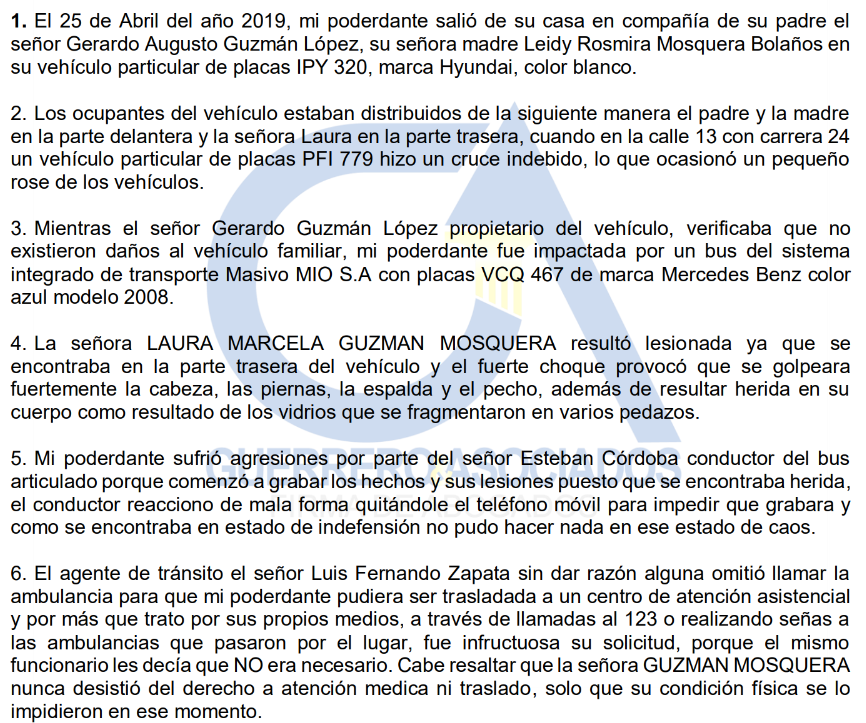 1. El 25 de Abril del año 2019, mi poderdante salió de su casa en compañía de su padre el
señor Gerardo Augusto Guzmán López, su señora madre Leidy Rosmira Mosquera Bolaños en
su vehículo particular de placas IPY 320, marca Hyundai, color blanco.
2. Los ocupantes del vehículo estaban distribuidos de la siguiente manera el padre y la madre
en la parte delantera y la señora Laura en la parte trasera, cuando en la calle 13 con carrera 24
un vehículo particular de placas PFI 779 hizo un cruce indebido, lo que ocasionó un pequeño
rose de los vehículos.
3. Mientras el señor Gerardo Guzmán López propietario del vehículo, verificaba que no
existieron daños al vehículo familiar, mi poderdante fue impactada por un bus del sistema
integrado de transporte Masivo MIO S.A con placas VCQ 467 de marca Mercedes Benz color
azul modelo 2008.
4. La señora LAURA MARCELA GUZMAN MOSQUERA resultó lesionada ya que se
encontraba en la parte trasera del vehículo y el fuerte choque provocó que se golpeara
fuertemente la cabeza, las piernas, la espalda y el pecho, además de resultar herida en su
cuerpo como resultado de los vidrios que se fragmentaron en varios pedazos.
GUERRERO ASOCIADOS
5. Mi poderdante sufrió agresiones por parte del señor Esteban Córdoba conductor del bus
articulado porque comenzó a grabar los hechos y sus lesiones puesto que se encontraba herida,
el conductor reacciono de mala forma quitándole el teléfono móvil para impedir que grabara y
como se encontraba en estado de indefensión no pudo hacer nada en ese estado de caos.
6. El agente de tránsito el señor Luis Fernando Zapata sin dar razón alguna omitió llamar la
ambulancia para que mi poderdante pudiera ser trasladada a un centro de atención asistencial
y por más que trato por sus propios medios, a través de llamadas al 123 o realizando señas a
las ambulancias que pasaron por el lugar, fue infructuosa su solicitud, porque el mismo
funcionario les decía que NO era necesario. Cabe resaltar que la señora GUZMAN MOSQUERA
nunca desistió del derecho a atención medica ni traslado, solo que su condición física se lo
impidieron en ese momento.